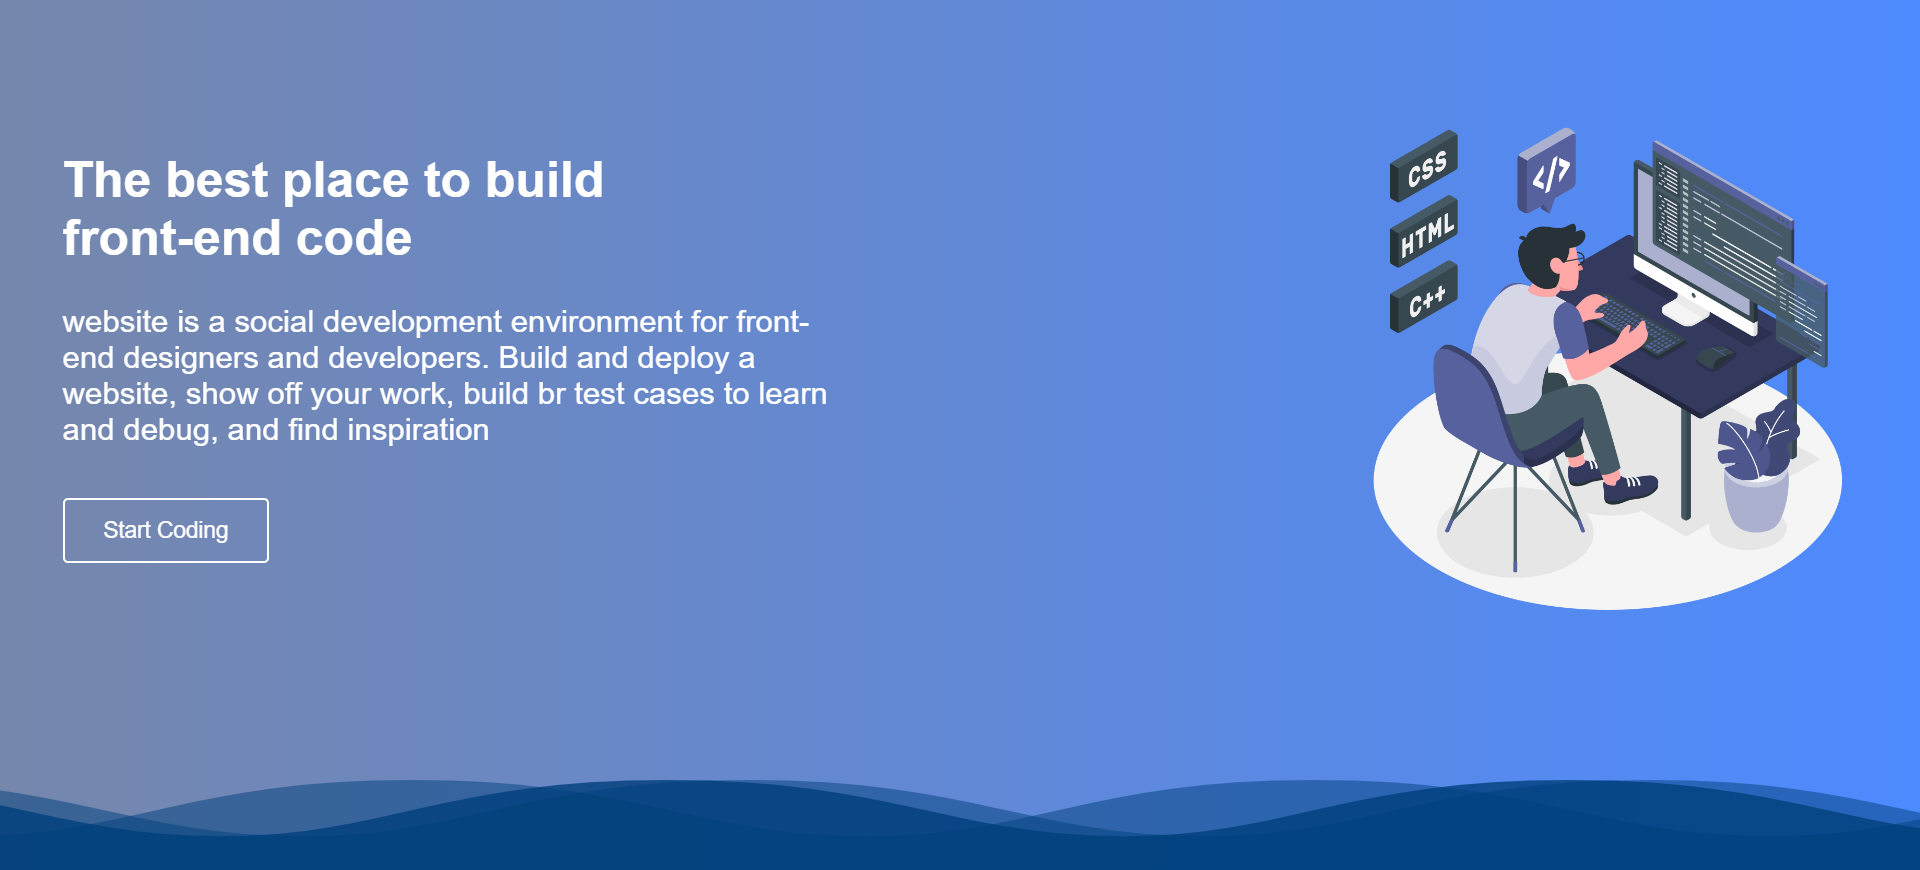 The best place to build
front-end code
website is a social development environment for front-
end designers and developers. Build and deploy a
website, show off your work, build br test cases to learn
and debug, and find inspiration
Start Coding
CSS
</>
HTML
C++